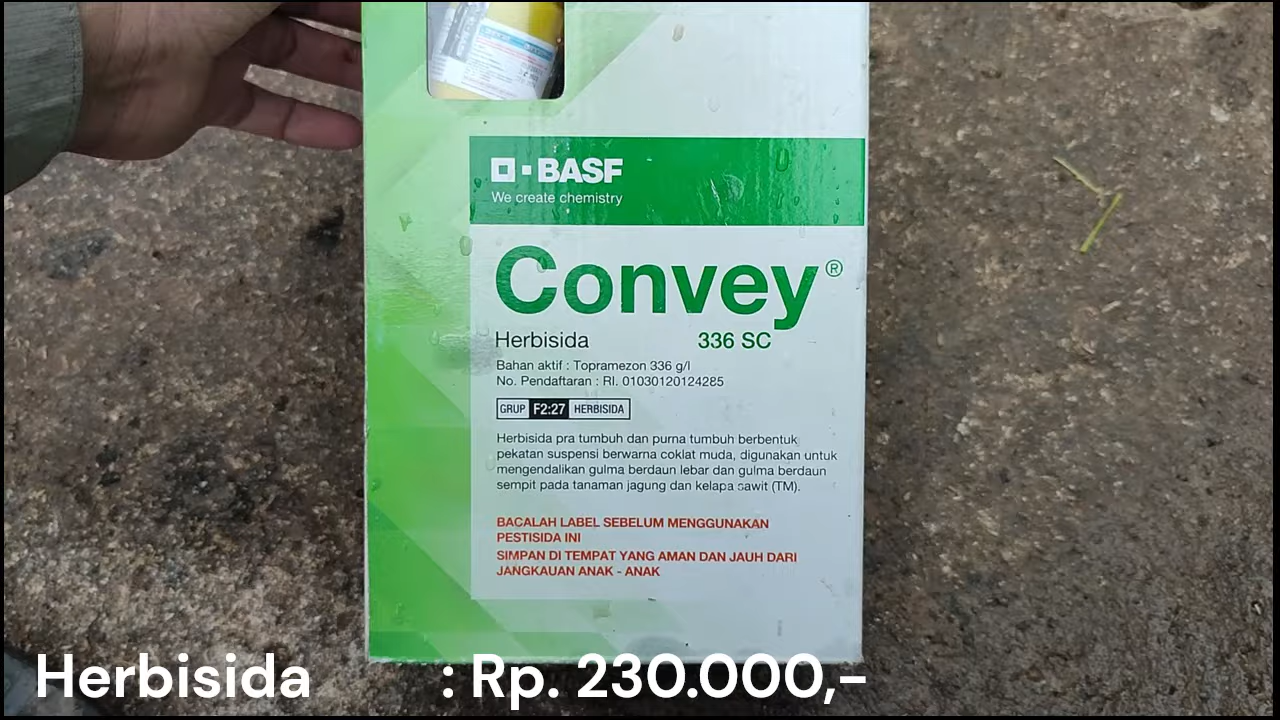 BASF
We create chemistry
Convey®
Herbisida 336 SC
Bahan aktif : Topramezon 336 g/l
No. Pendaftaran : RI. 01030120124285
GRUP F2:27 HERBISIDA
Herbisida pra tumbuh dan purna tumbuh berbentuk
pekatan suspensi berwarna coklat muda, digunakan untuk
mengendalikan gulma berdaun lebar dan gulma berdaun
sempit pada tanaman jagung dan kelapa sawit (TM).
BACALAH LABEL SEBELUM MENGGUNAKAN
PESTISIDA INI
SIMPAN DI TEMPAT YANG AMAN DAN JAUH DARI
JANGKAUAN ANAK - ANAK
Herbisida : Rp. 230.000,-